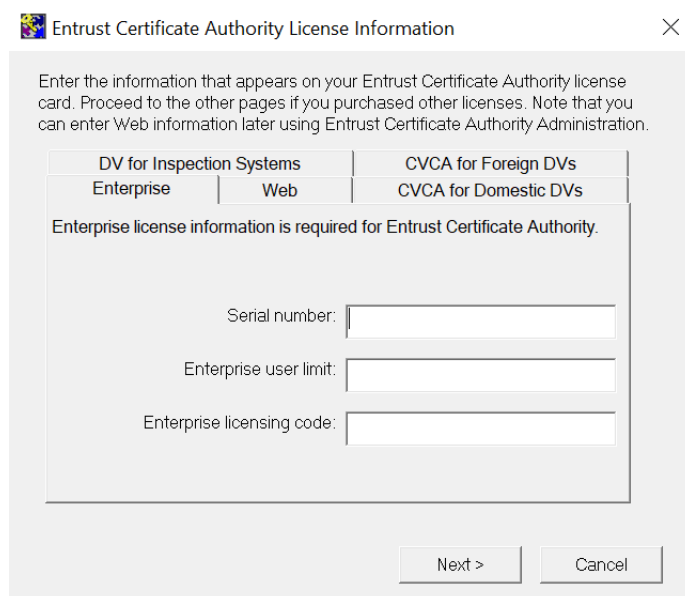 Entrust Certificate Authority License Information
Enter the information that appears on your Entrust Certificate Authority license
card. Proceed to the other pages if you purchased other licenses. Note that you
can enter Web information later using Entrust Certificate Authority Administration.
DV for Inspection Systems
CVCA for Foreign DVs
Enterprise
Web
CVCA for Domestic DVs
Enterprise license information is required for Entrust Certificate Authority.
Serial number:
Enterprise user limit:
Enterprise licensing code:
Next >
Cancel